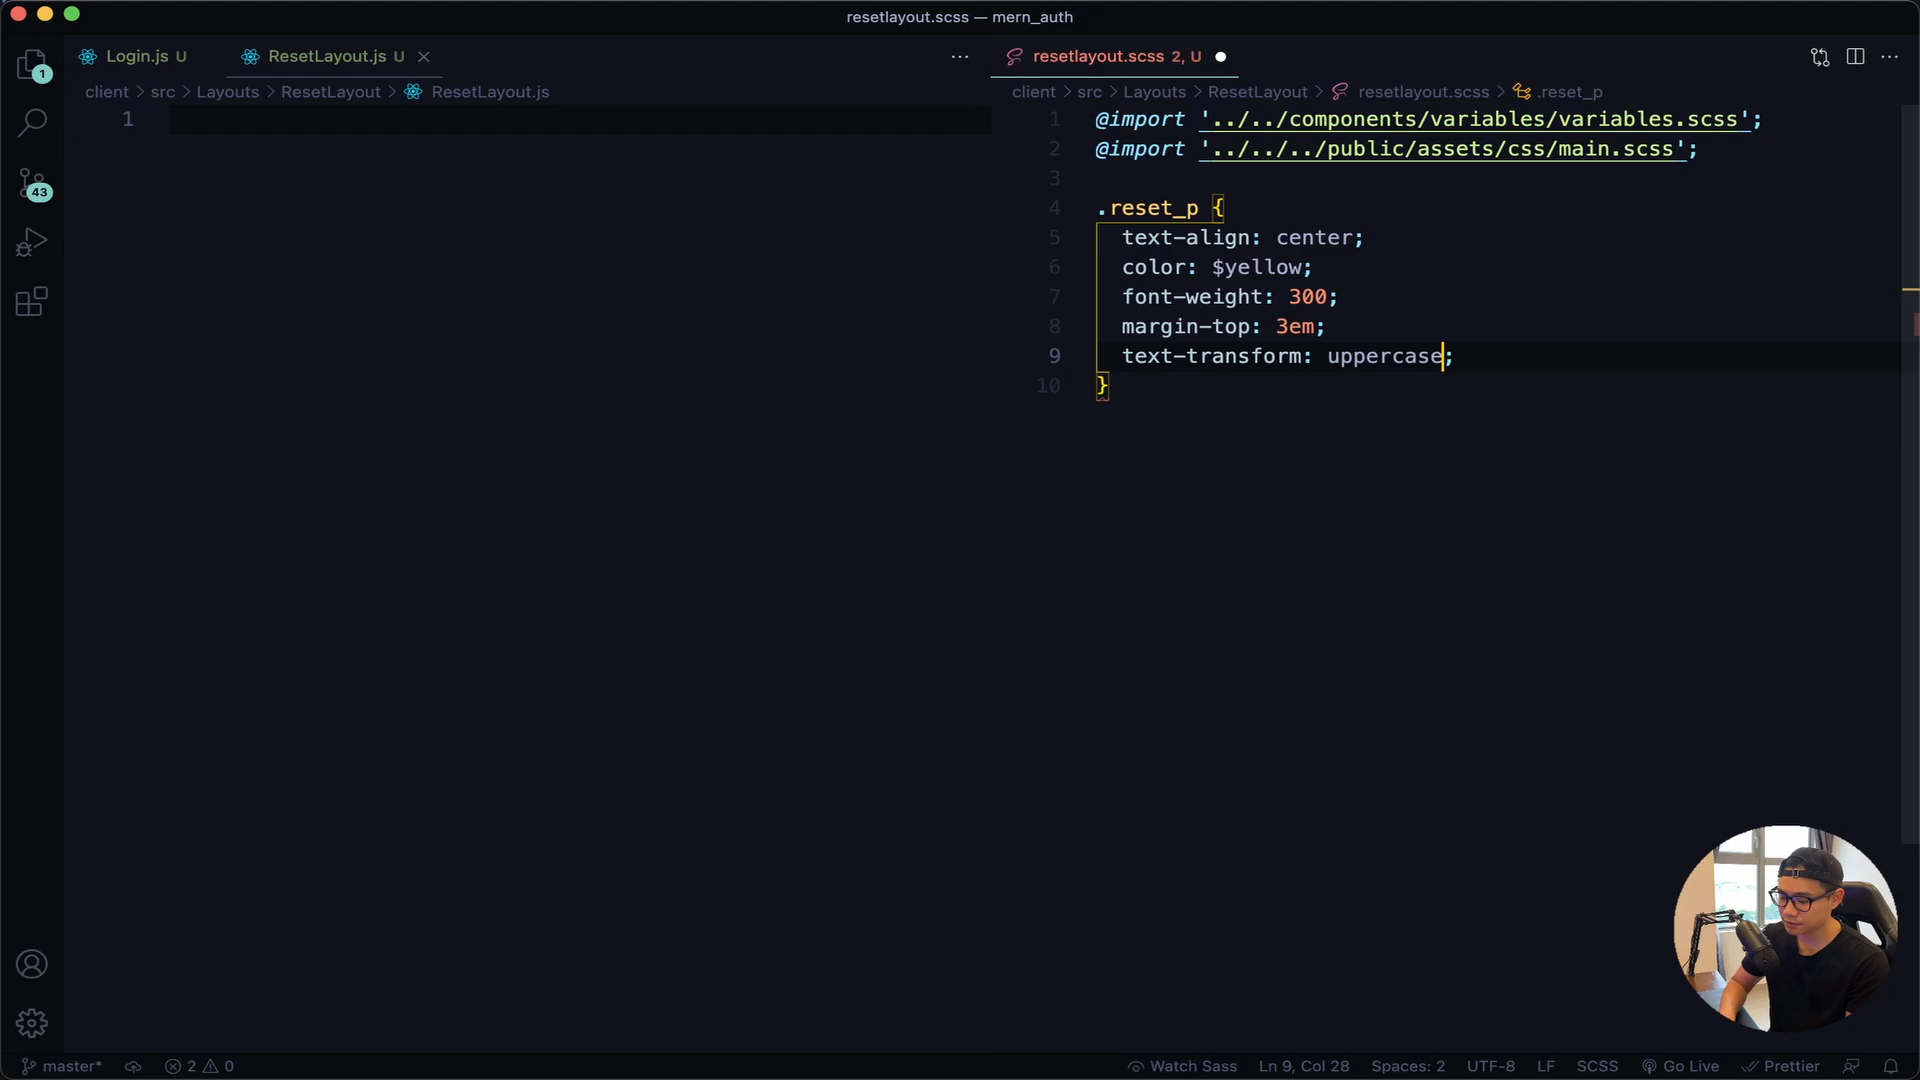 resetlayout.scss — mern_auth
Login.js U
ResetLayout.js U
resetlayout.scss 2, U
client > src > Layouts > ResetLayout > ResetLayout.js
client > src > Layouts > ResetLayout > resetlayout.scss > .reset_p
1
1
43
1 @import '../../components/variables/variables.scss';
2 @import '../../../public/assets/css/main.scss';
3
4 .reset_p {
5 text-align: center;
6 color: $yellow;
7 font-weight: 300;
8 margin-top: 3em;
9 text-transform: uppercase;
10 }
master* 2 0 Watch Sass Ln 9, Col 28 Spaces: 2 UTF-8 LF SCSS Go Live Prettier